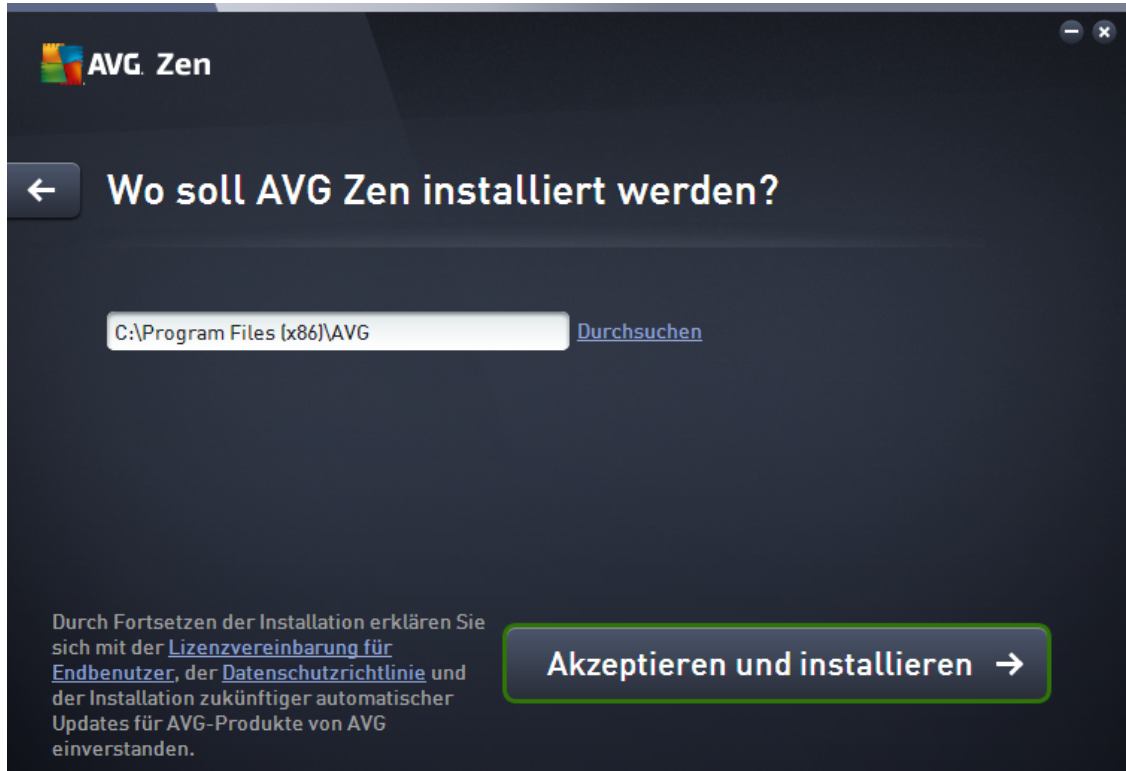 AVG. Zen
Wo soll AVG Zen installiert werden?
C:\Program Files (x86)\AVG
Durchsuchen
Durch Fortsetzen der Installation erklären Sie
sich mit der Lizenzvereinbarung für
Endbenutzer, der Datenschutzrichtlinie und
der Installation zukünftiger automatischer
Updates für AVG-Produkte von AVG
einverstanden.
Akzeptieren und installieren →